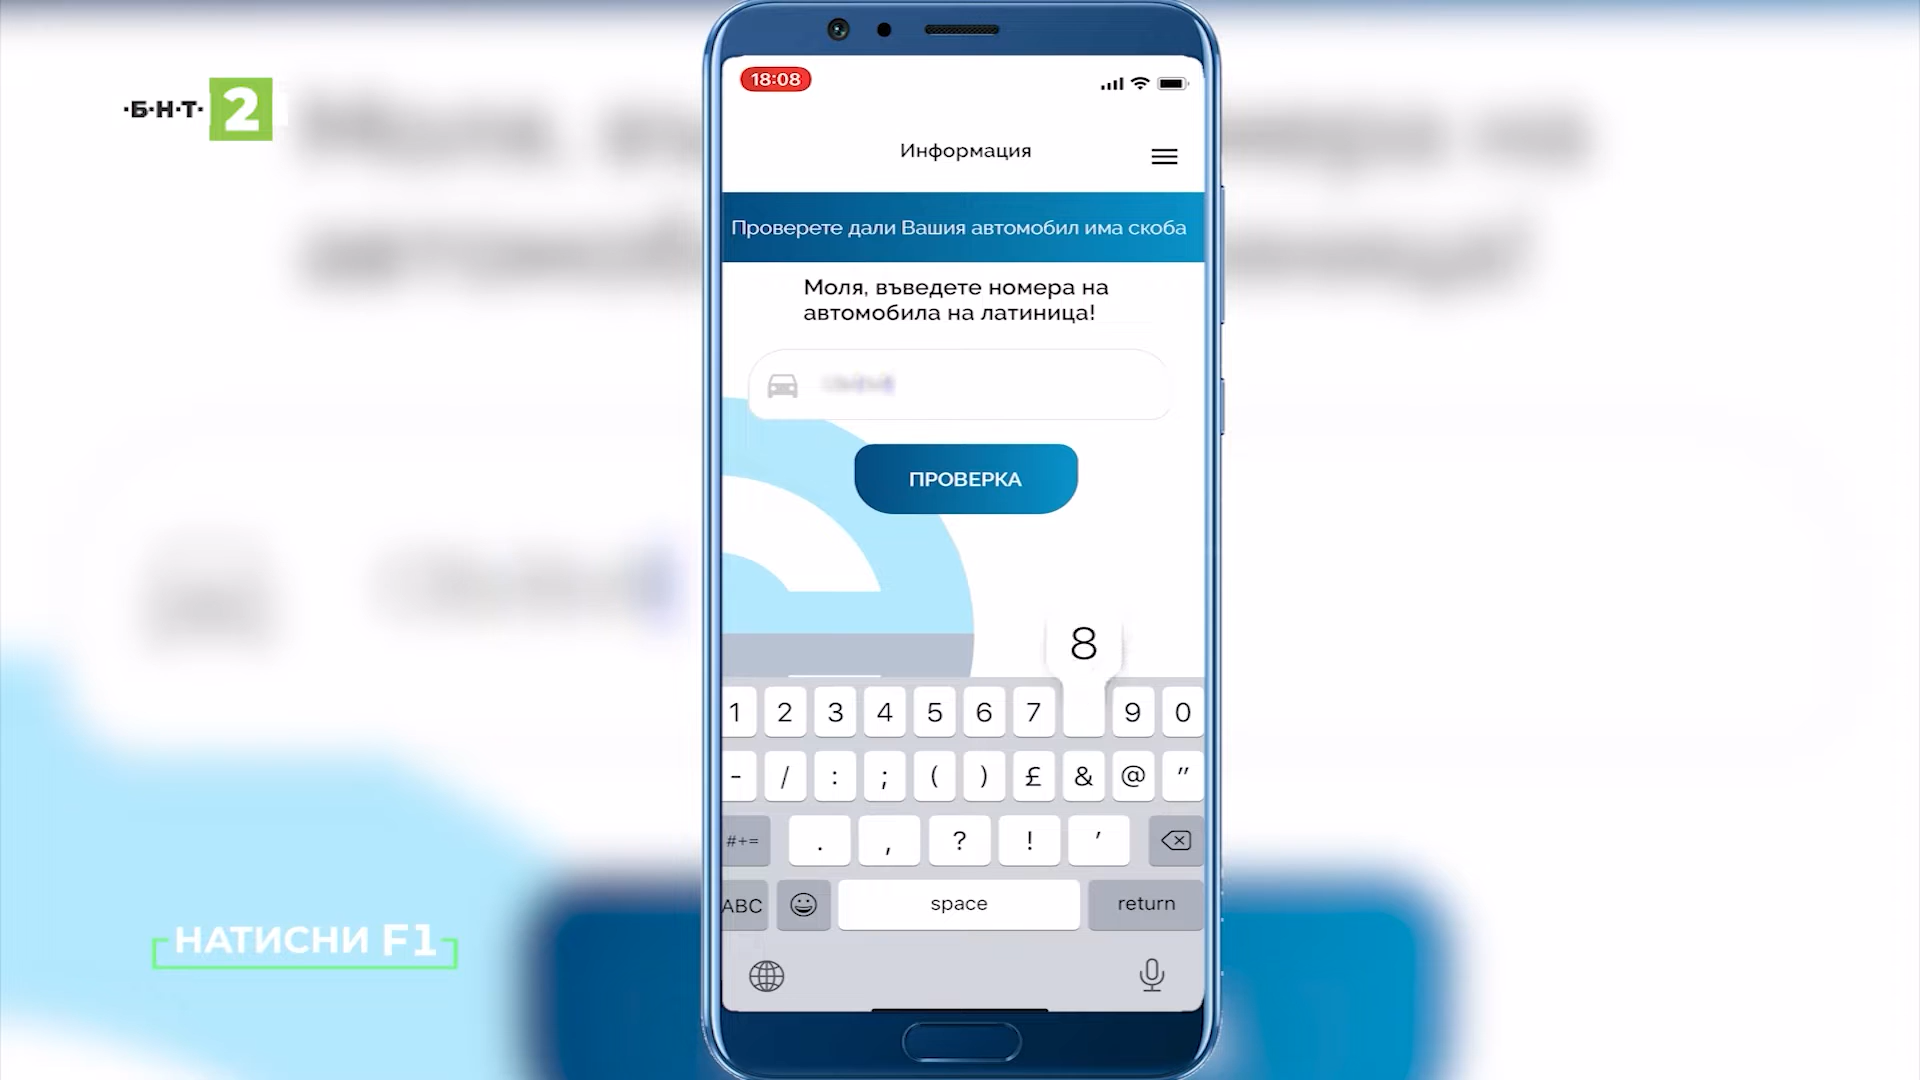 ·Б·Н·Т· 2
18:08
Информация
Проверете дали Вашия автомобил има скоба
Моля, въведете номера на
автомобила на латиница!
ПРОВЕРКА
8
1 2 3 4 5 6 7 9 0
- / : ; ( ) £ & @ "
#+= . , ? ! '
ABC space return
НАТИСНИ F1